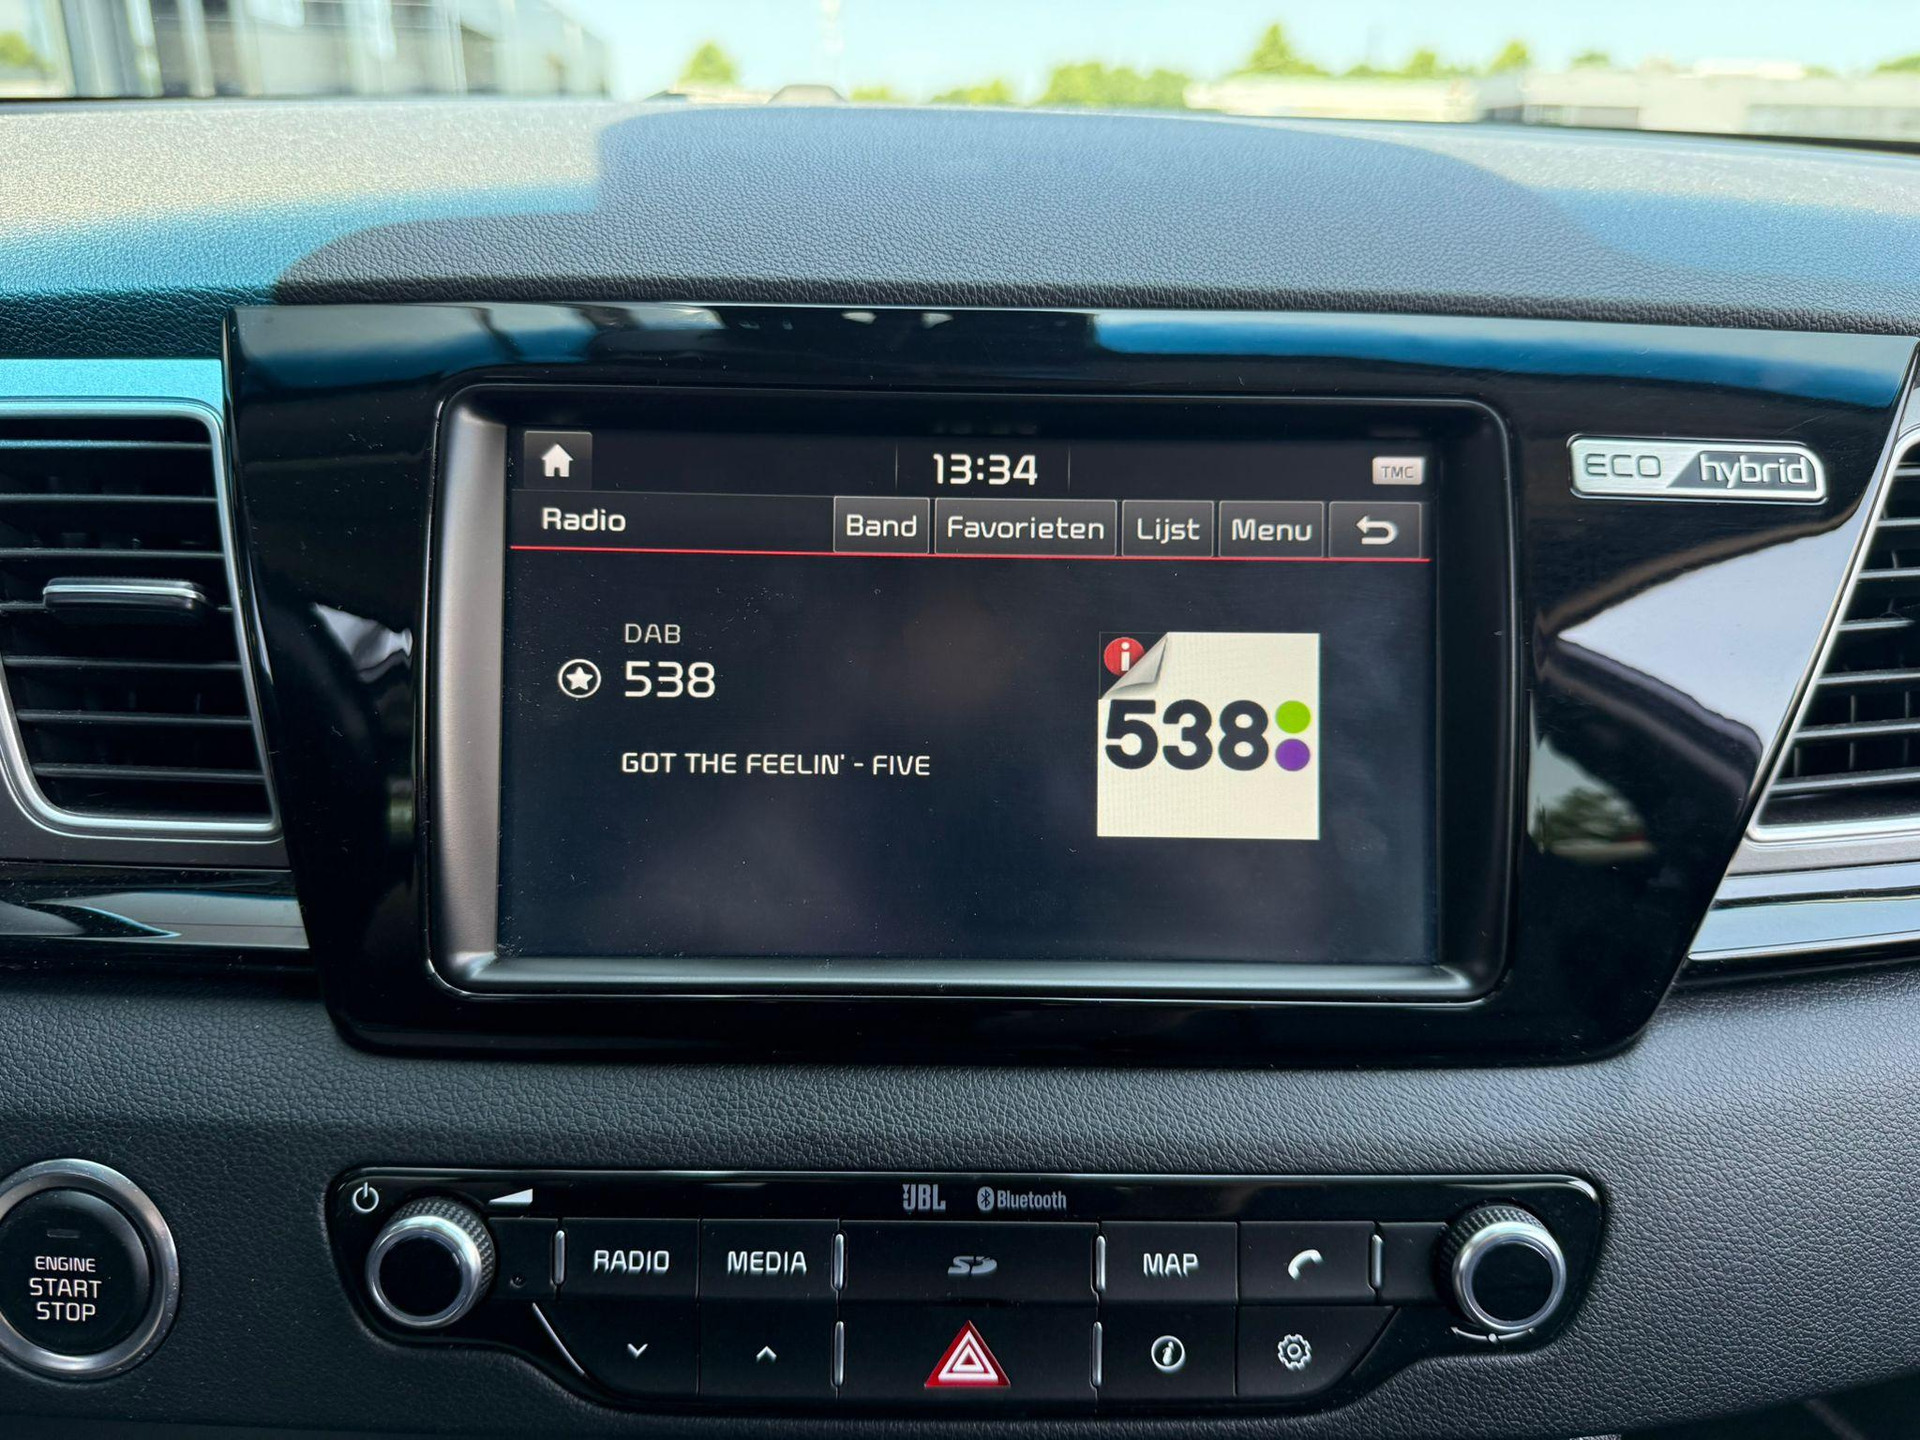 13:34
TMC
ECO hybrid
Radio
Band
Favorieten
Lijst
Menu
DAB
538
GOT THE FEELIN' - FIVE
i
538
JBL
Bluetooth
RADIO
MEDIA
SD
MAP
ENGINE
START
STOP
i